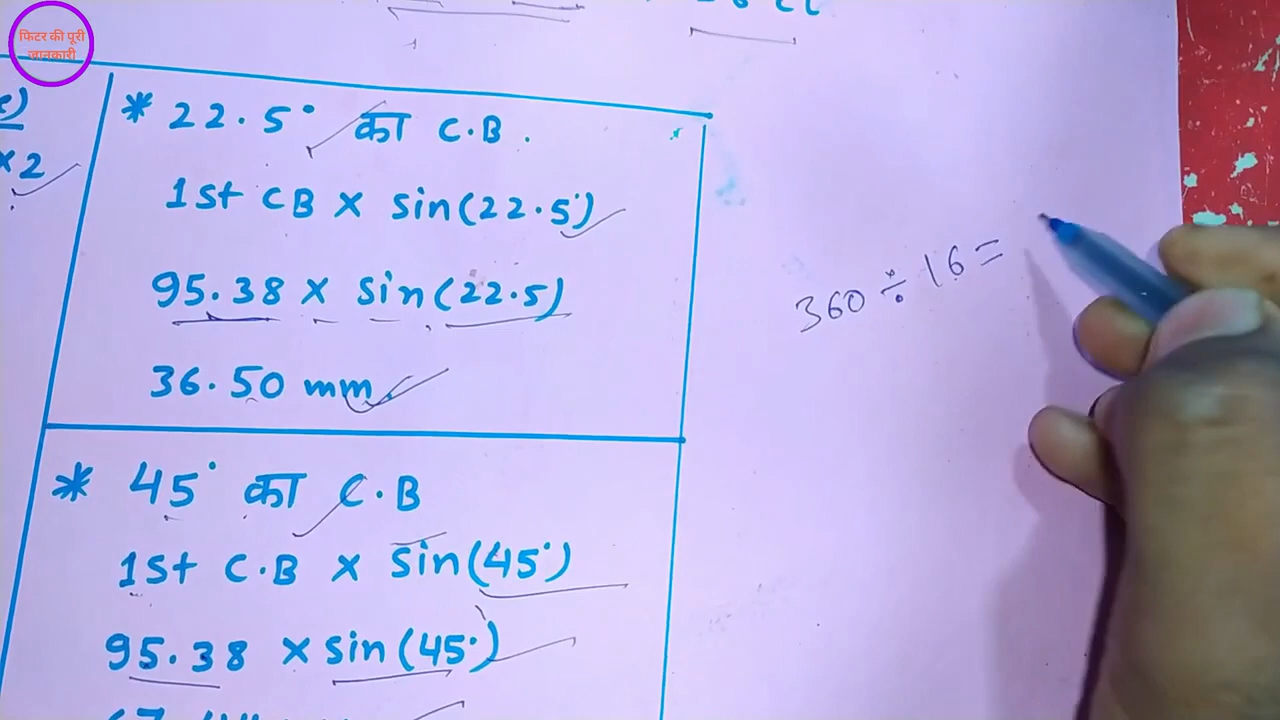 फिटर की पूरी
जानकारी
×2
* 22.5° का C.B.
1st CB × sin(22.5°)
95.38 × sin(22.5)
36.50 mm.
360 ÷ 16 =
* 45° का C.B
1st C.B × sin(45°)
95.38 × sin(45°)